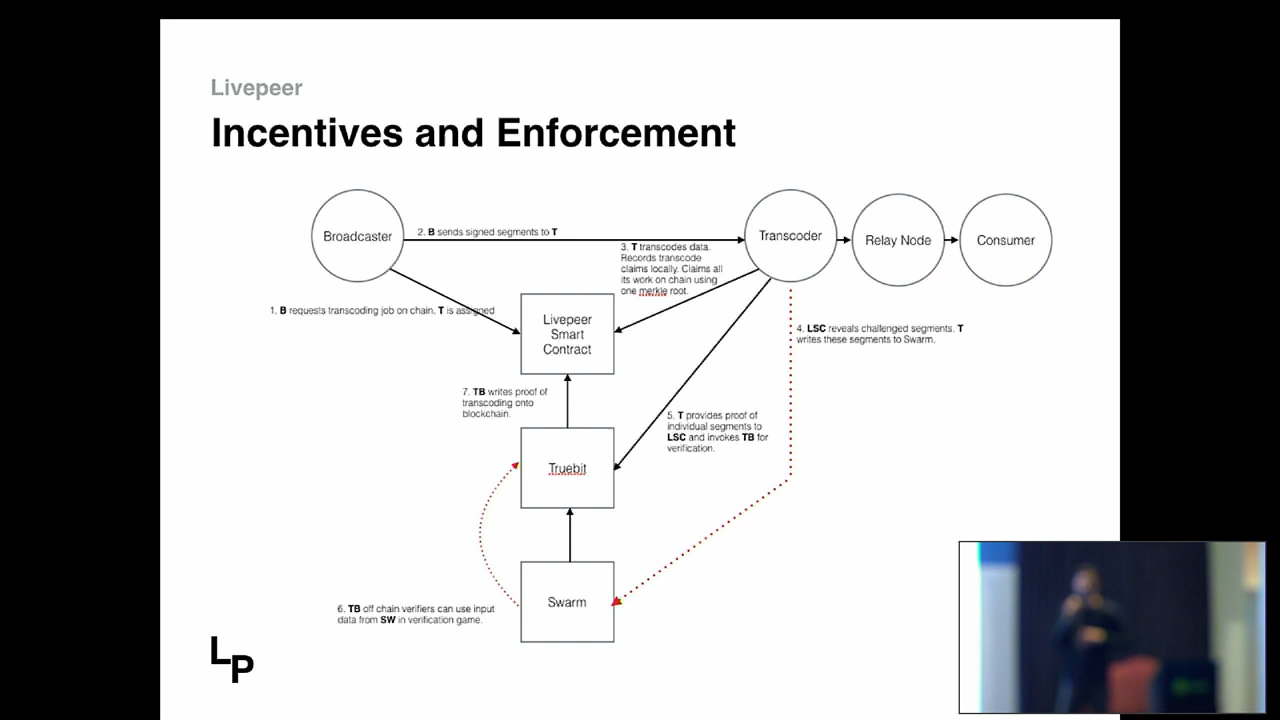 Livepeer
Incentives and Enforcement
Broadcaster
Transcoder
Relay Node
Consumer
2. B sends signed segments to T
3. T transcodes data.
Records transcode
claims locally. Claims all
its work on chain using
one merkle root.
1. B requests transcoding job on chain. T is assigned
Livepeer
Smart
Contract
4. LSC reveals challenged segments. T
writes these segments to Swarm.
7. TB writes proof of
transcoding onto
blockchain.
5. T provides proof of
individual segments to
LSC and invokes TB for
verification.
Truebit
Swarm
6. TB off chain verifiers can use input
data from SW in verification game.
LP